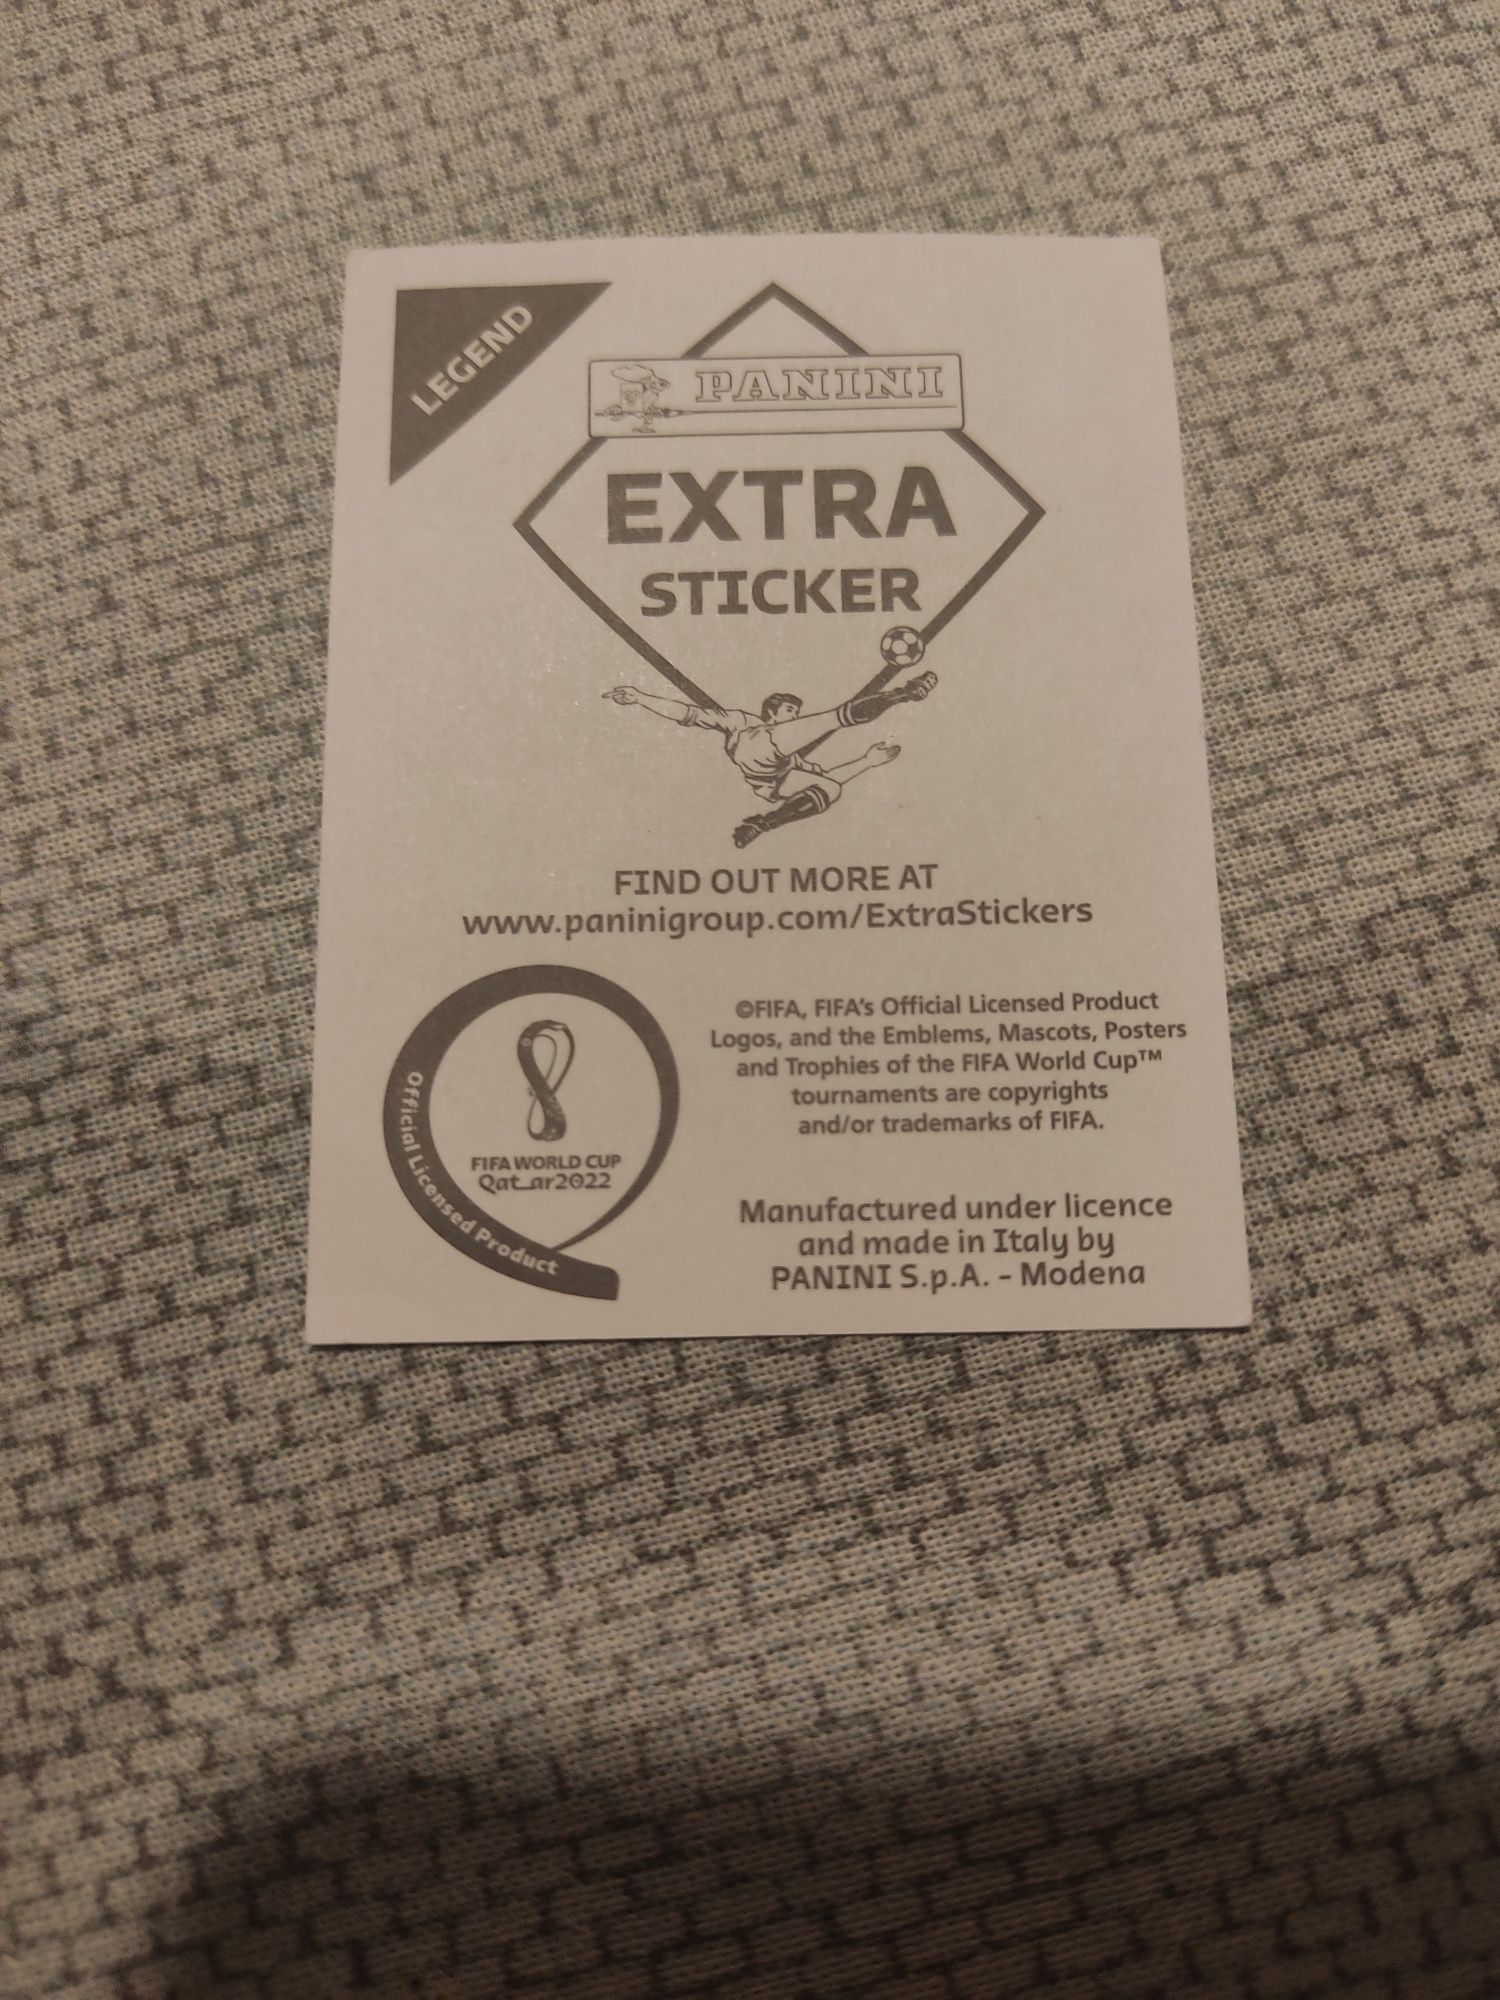 LEGEND
PANINI
EXTRA
STICKER
FIND OUT MORE AT
www.paninigroup.com/ExtraStickers
Official Licensed Product
FIFA WORLD CUP
Qatar2022
©FIFA, FIFA's Official Licensed Product
Logos, and the Emblems, Mascots, Posters
and Trophies of the FIFA World Cup™
tournaments are copyrights
and/or trademarks of FIFA.
Manufactured under licence
and made in Italy by
PANINI S.p.A. - Modena